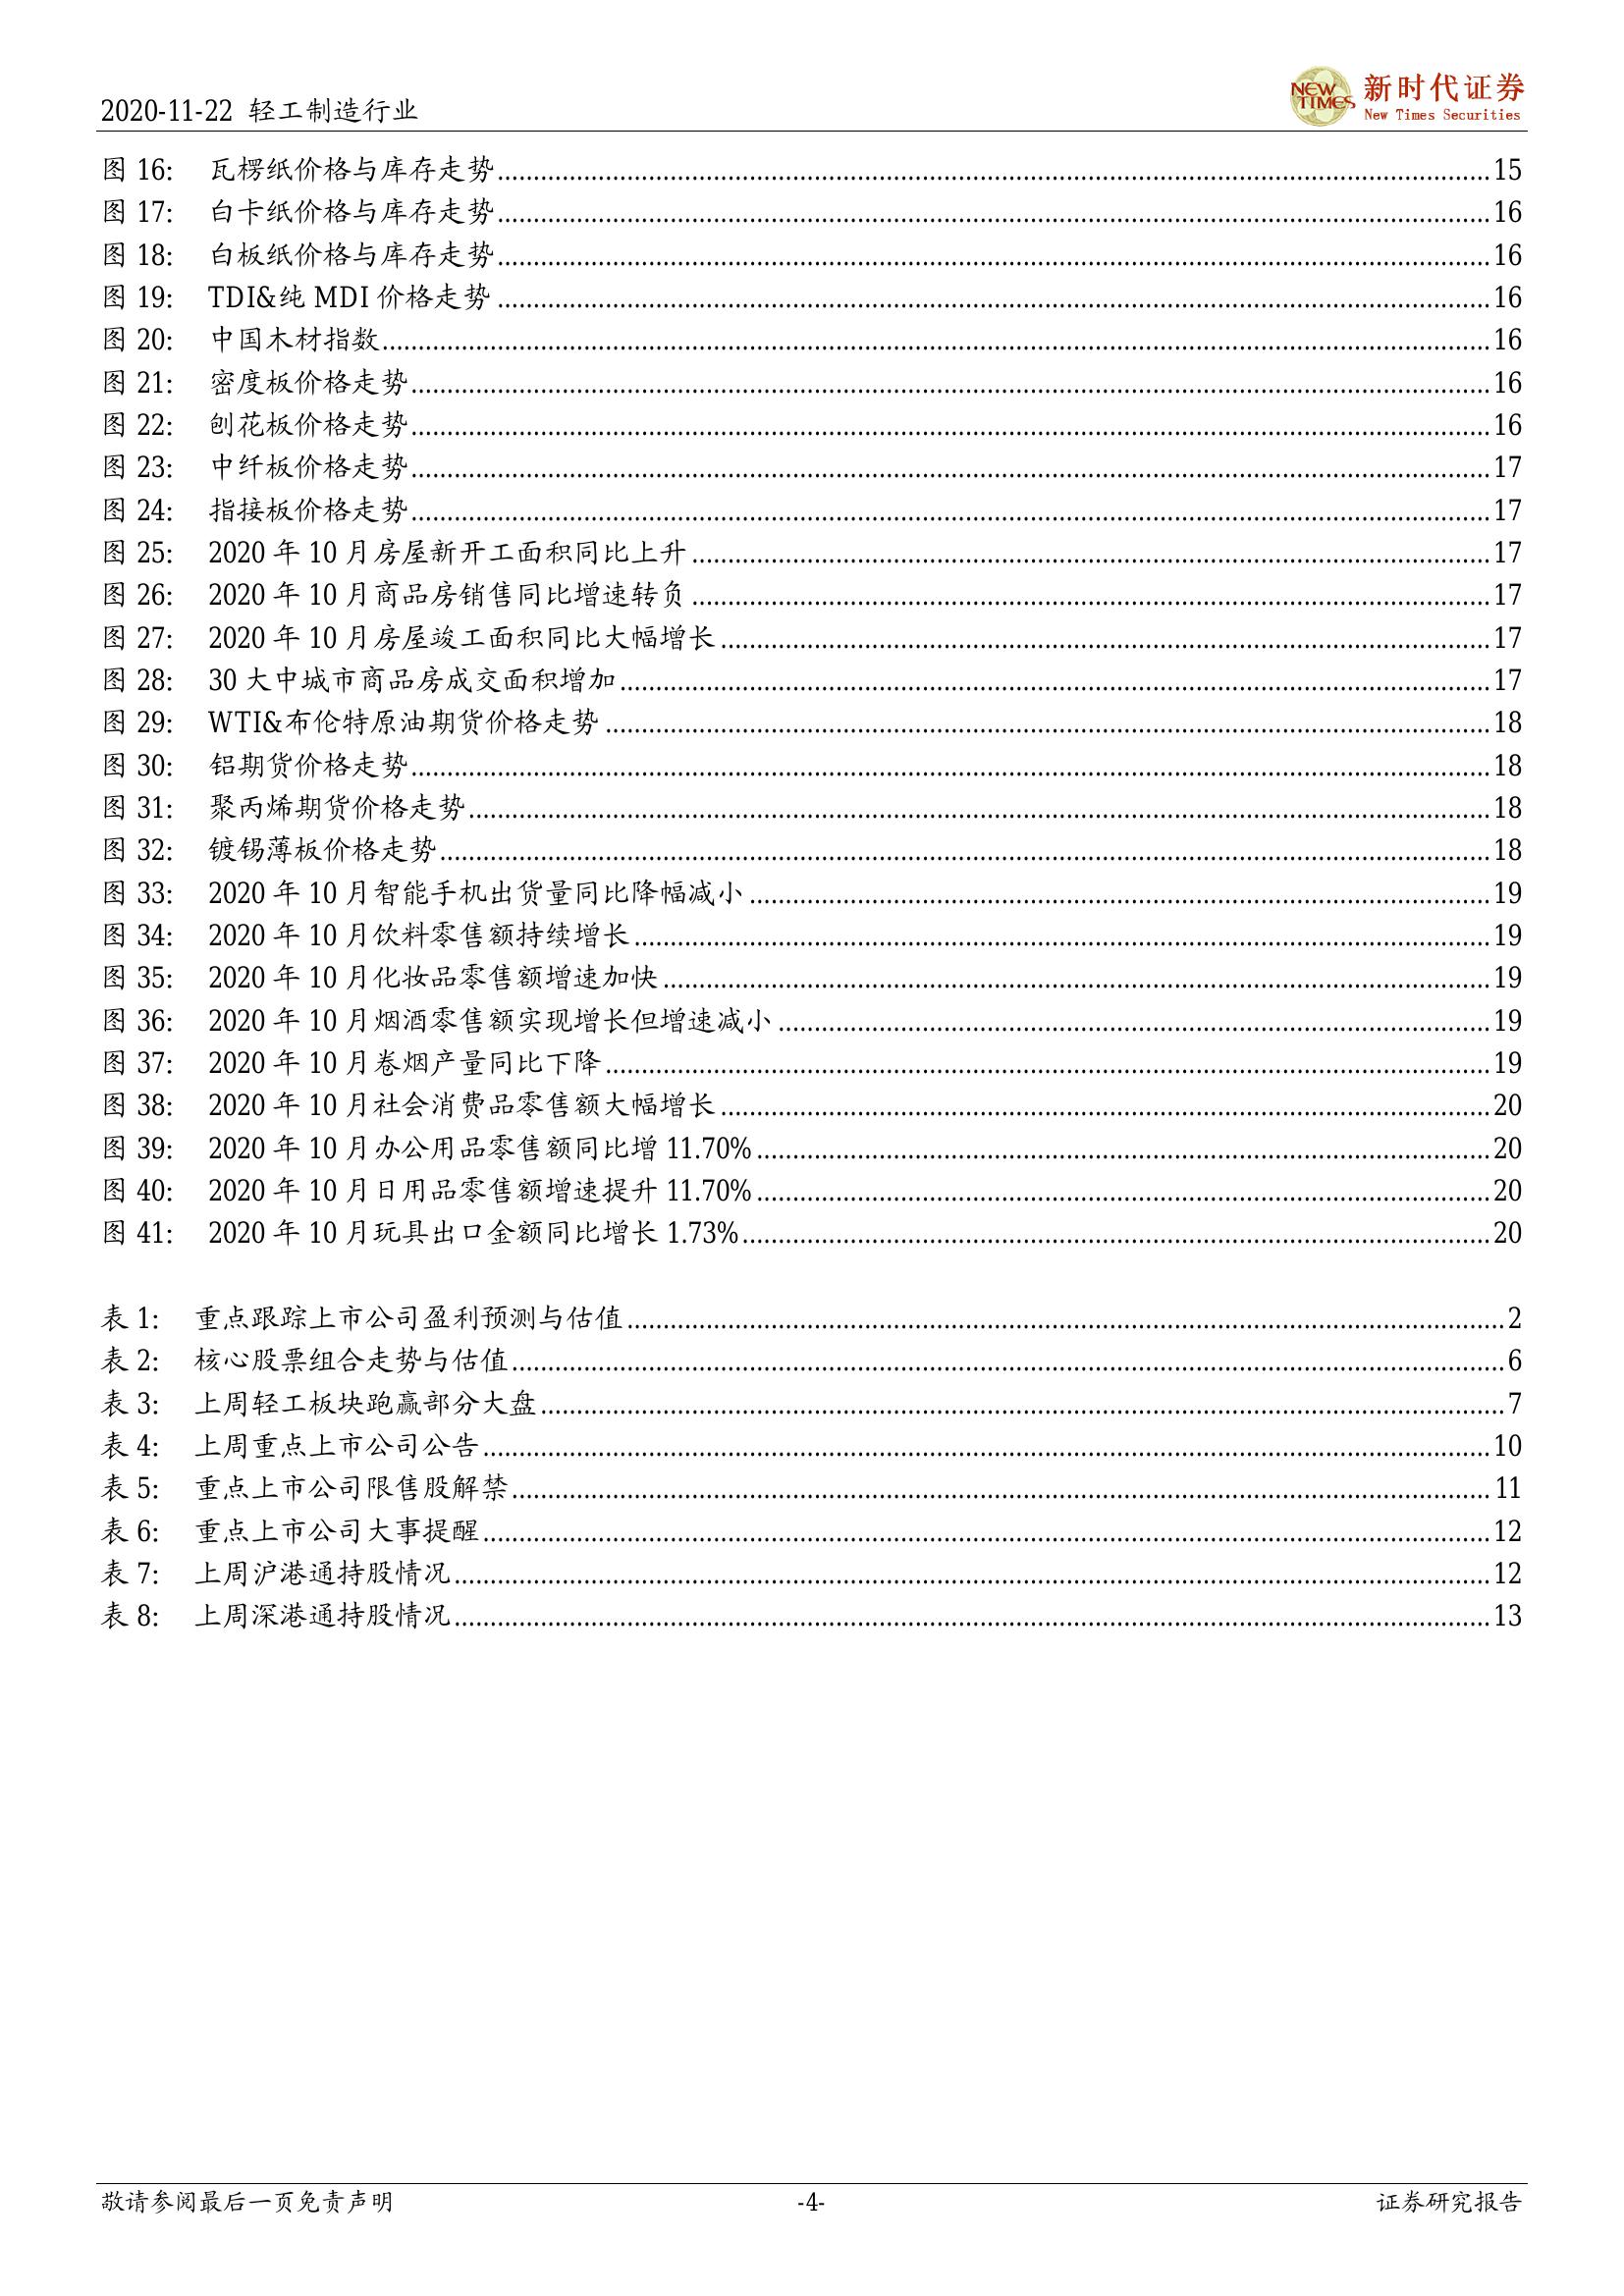 2020-11-22 轻工制造行业
NEW TIMES 新时代证券
New Times Securities
图 16: 瓦楞纸价格与库存走势 15
图 17: 白卡纸价格与库存走势 16
图 18: 白板纸价格与库存走势 16
图 19: TDI&纯 MDI 价格走势 16
图 20: 中国木材指数 16
图 21: 密度板价格走势 16
图 22: 刨花板价格走势 16
图 23: 中纤板价格走势 17
图 24: 指接板价格走势 17
图 25: 2020 年 10 月房屋新开工面积同比上升 17
图 26: 2020 年 10 月商品房销售同比增速转负 17
图 27: 2020 年 10 月房屋竣工面积同比大幅增长 17
图 28: 30 大中城市商品房成交面积增加 17
图 29: WTI&布伦特原油期货价格走势 18
图 30: 铝期货价格走势 18
图 31: 聚丙烯期货价格走势 18
图 32: 镀锡薄板价格走势 18
图 33: 2020 年 10 月智能手机出货量同比降幅减小 19
图 34: 2020 年 10 月饮料零售额持续增长 19
图 35: 2020 年 10 月化妆品零售额增速加快 19
图 36: 2020 年 10 月烟酒零售额实现增长但增速减小 19
图 37: 2020 年 10 月卷烟产量同比下降 19
图 38: 2020 年 10 月社会消费品零售额大幅增长 20
图 39: 2020 年 10 月办公用品零售额同比增 11.70% 20
图 40: 2020 年 10 月日用品零售额增速提升 11.70% 20
图 41: 2020 年 10 月玩具出口金额同比增长 1.73% 20
表 1: 重点跟踪上市公司盈利预测与估值 2
表 2: 核心股票组合走势与估值 6
表 3: 上周轻工板块跑赢部分大盘 7
表 4: 上周重点上市公司公告 10
表 5: 重点上市公司限售股解禁 11
表 6: 重点上市公司大事提醒 12
表 7: 上周沪港通持股情况 12
表 8: 上周深港通持股情况 13
敬请参阅最后一页免责声明 -4- 证券研究报告